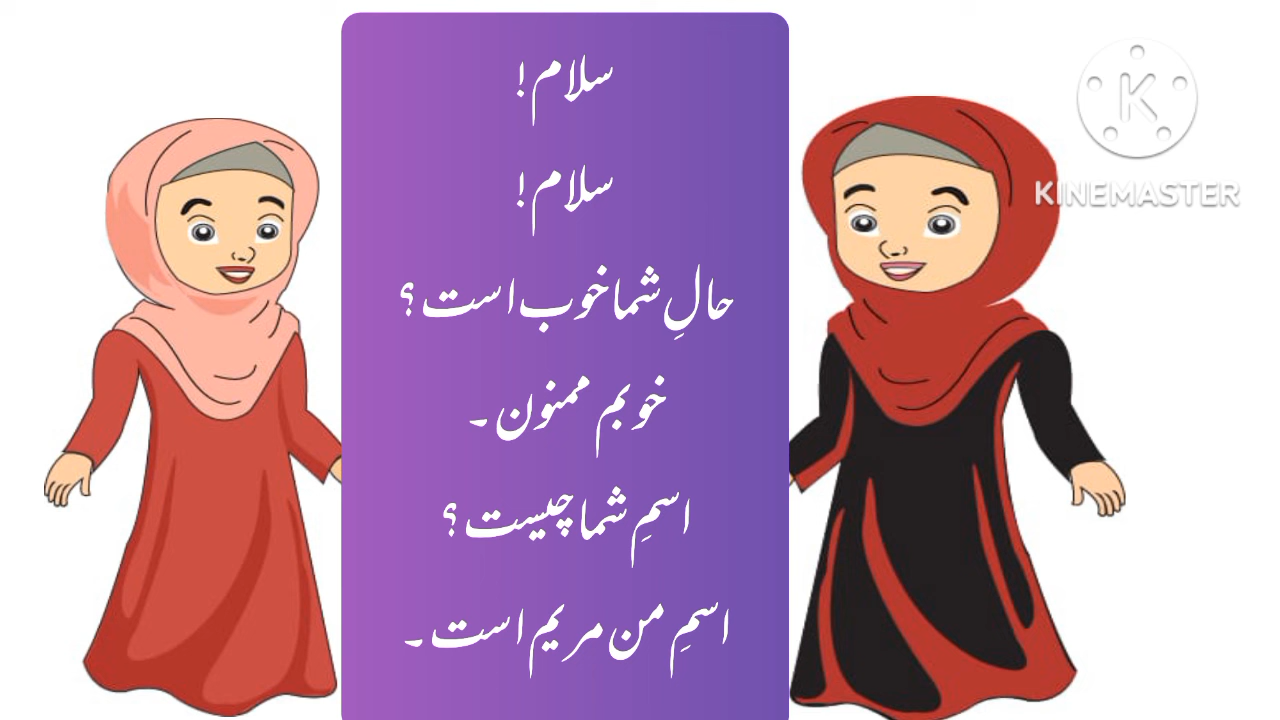 سلام!
سلام!
حالِ شما خوب است؟
خوبم ممنون۔
اسمِ شما چیست؟
اسمِ من مریم است۔
KINEMASTER